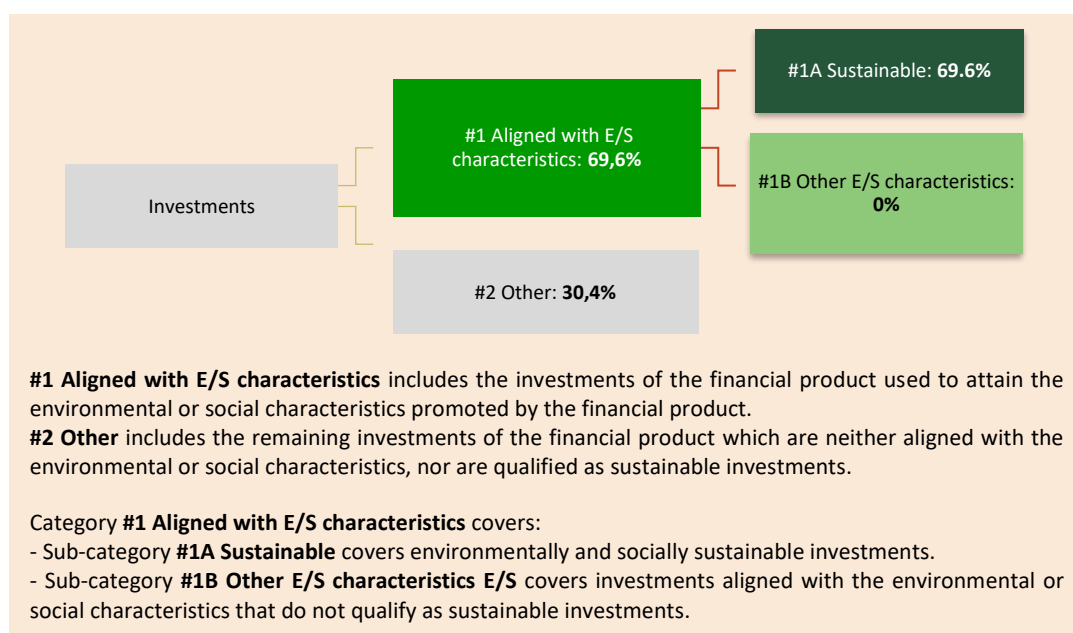 #1A Sustainable: 69.6%
#1 Aligned with E/S
characteristics: 69,6%
#1B Other E/S characteristics:
0%
Investments
#2 Other: 30,4%
#1 Aligned with E/S characteristics includes the investments of the financial product used to attain the
environmental or social characteristics promoted by the financial product.
#2 Other includes the remaining investments of the financial product which are neither aligned with the
environmental or social characteristics, nor are qualified as sustainable investments.
Category #1 Aligned with E/S characteristics covers:
- Sub-category #1A Sustainable covers environmentally and socially sustainable investments.
- Sub-category #1B Other E/S characteristics E/S covers investments aligned with the environmental or
social characteristics that do not qualify as sustainable investments.